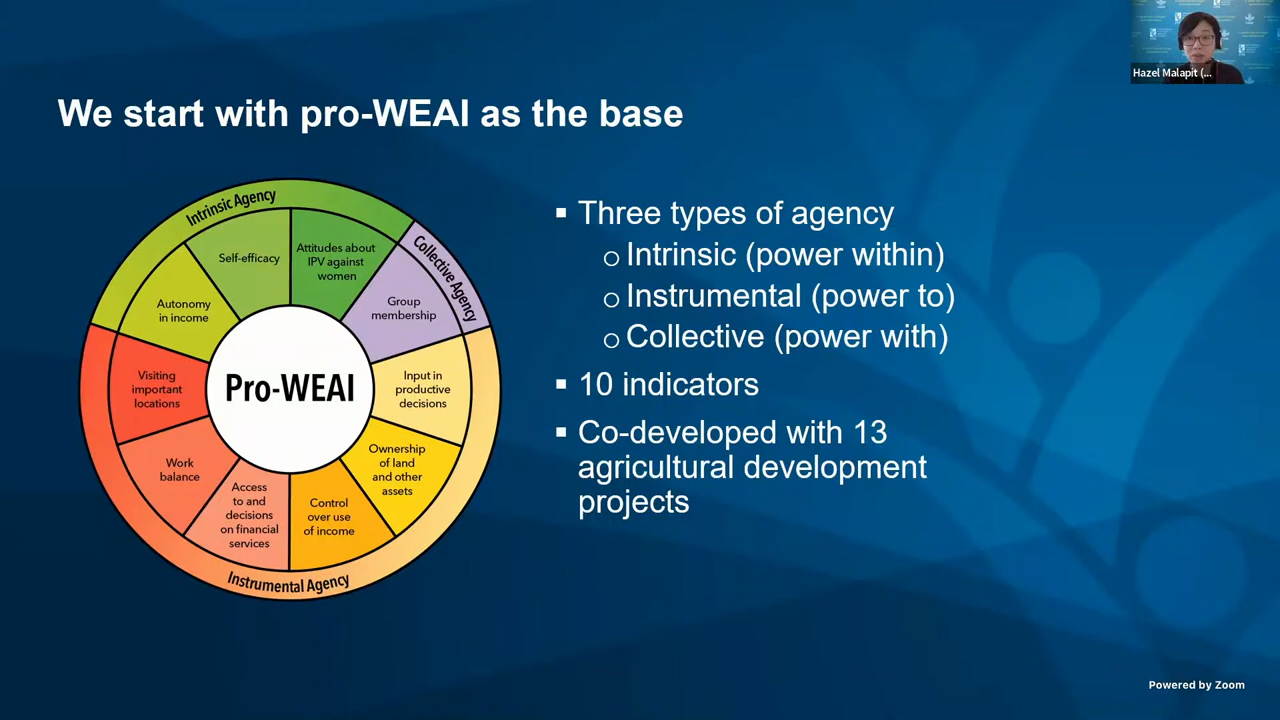 Hazel Malapit (...
We start with pro-WEAI as the base
Intrinsic Agency
Collective Agency
Instrumental Agency
Self-efficacy
Attitudes about
IPV against
women
Autonomy
in income
Group
membership
Visiting
important
locations
Pro-WEAI
Input in
productive
decisions
Work
balance
Ownership
of land
and other
assets
Access
to and
decisions
on financial
services
Control
over use
of income
▪ Three types of agency
o Intrinsic (power within)
o Instrumental (power to)
o Collective (power with)
▪ 10 indicators
▪ Co-developed with 13
agricultural development
projects
Powered by Zoom